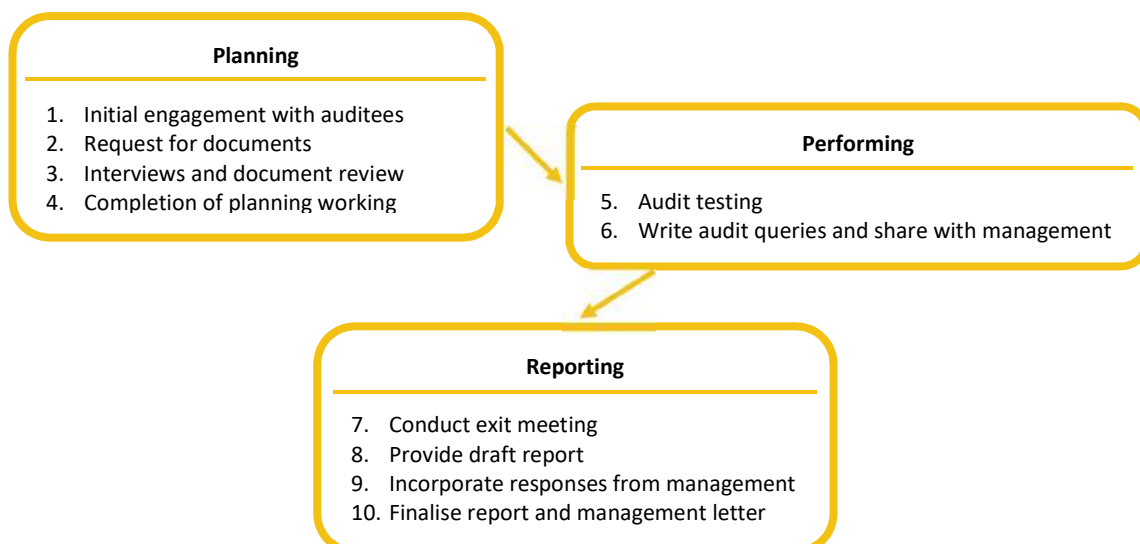 Planning
1. Initial engagement with auditees
2. Request for documents
3. Interviews and document review
4. Completion of planning working
Performing
5. Audit testing
6. Write audit queries and share with management
Reporting
7. Conduct exit meeting
8. Provide draft report
9. Incorporate responses from management
10. Finalise report and management letter